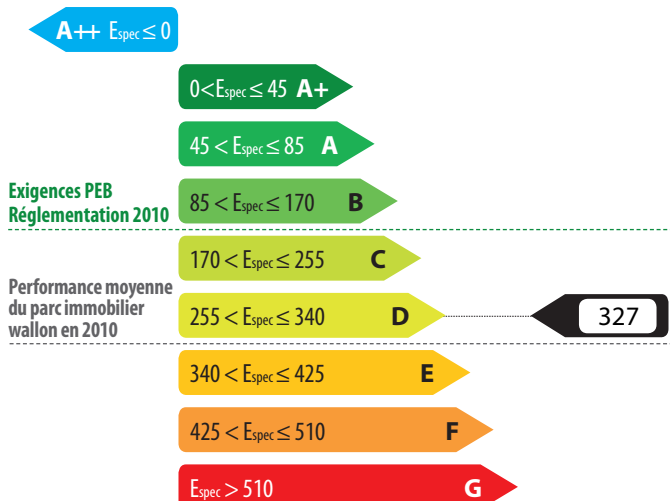 A++ Espec ≤ 0
0<Espec ≤ 45 A+
45 < Espec ≤ 85 A
Exigences PEB
Réglementation 2010
85 < Espec ≤ 170 B
170 < Espec ≤ 255 C
Performance moyenne
du parc immobilier
wallon en 2010
255 < Espec ≤ 340 D
327
340 < Espec ≤ 425 E
425 < Espec ≤ 510 F
Espec > 510 G